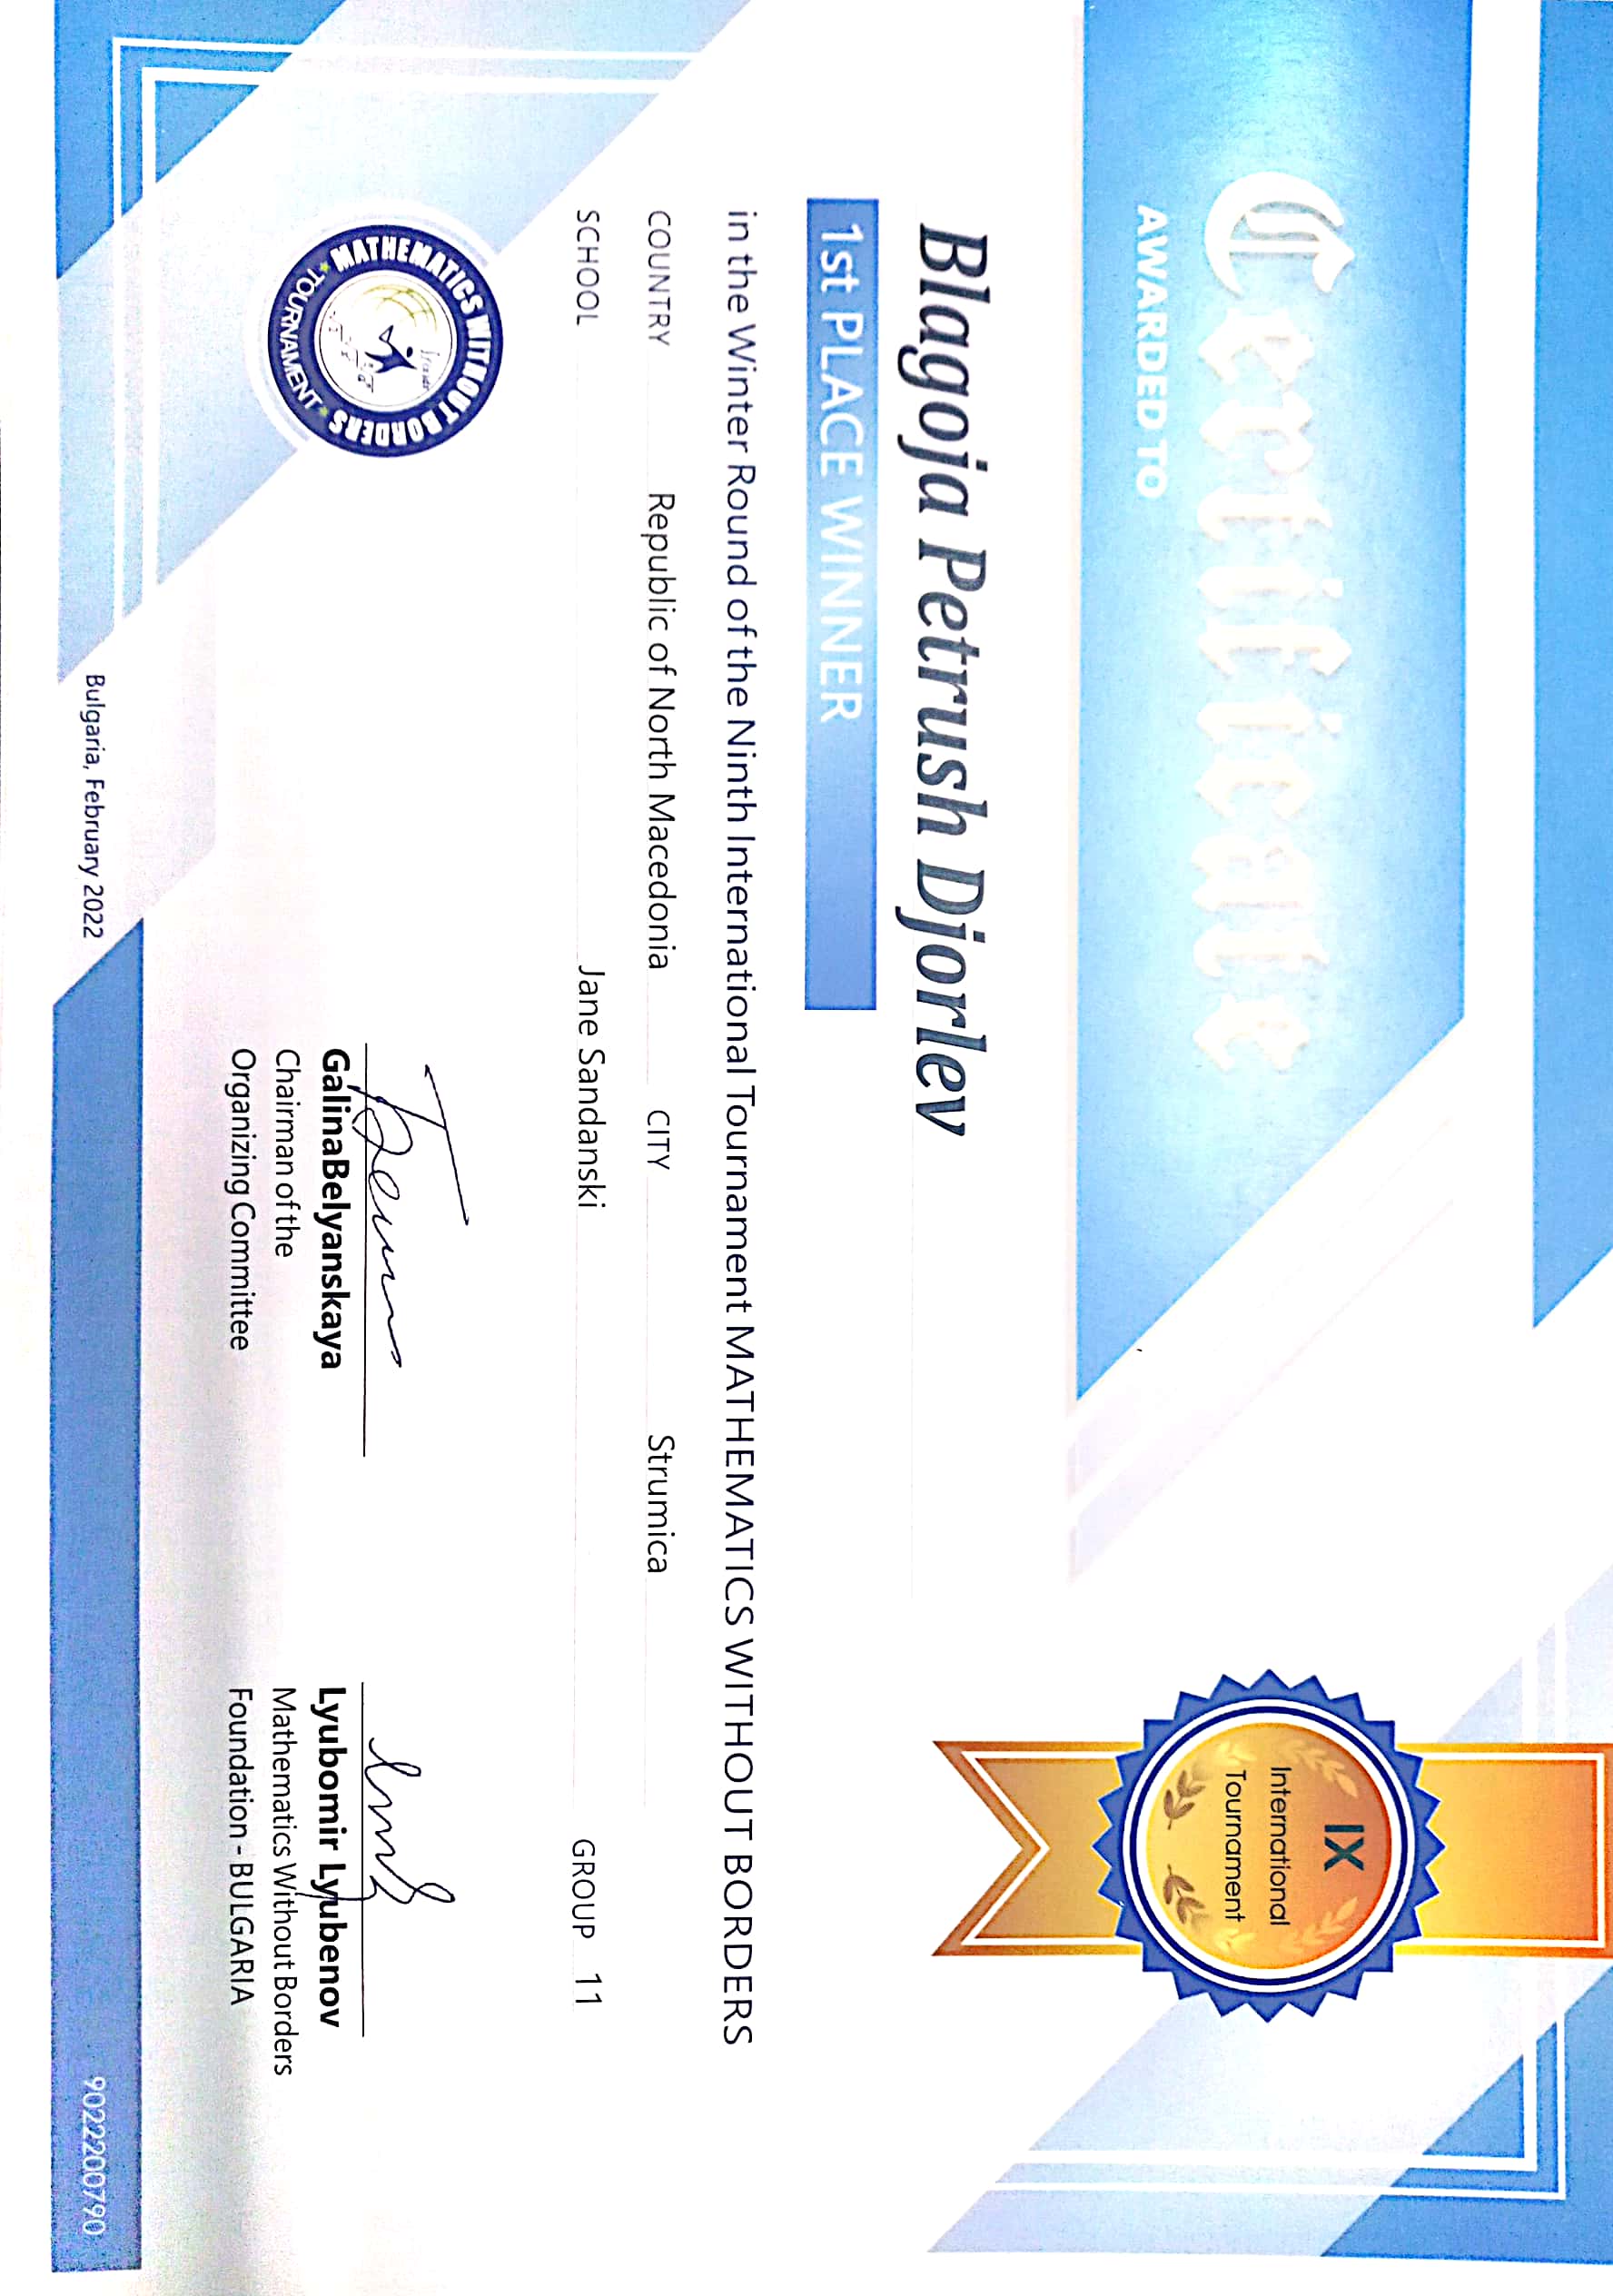 Certificate
AWARDED TO
IX
International
Tournament
Blagoja Petrush Djorlev
1st PLACE WINNER
in the Winter Round of the Ninth International Tournament MATHEMATICS WITHOUT BORDERS
COUNTRY Republic of North Macedonia CITY Strumica
SCHOOL Jane Sandanski GROUP 11
MATHEMATICS WITHOUT BORDERS
TOURNAMENT
GalinaBelyanskaya
Chairman of the
Organizing Committee
Lyubomir Lyubenov
Mathematics Without Borders
Foundation - BULGARIA
Bulgaria, February 2022
9022200790